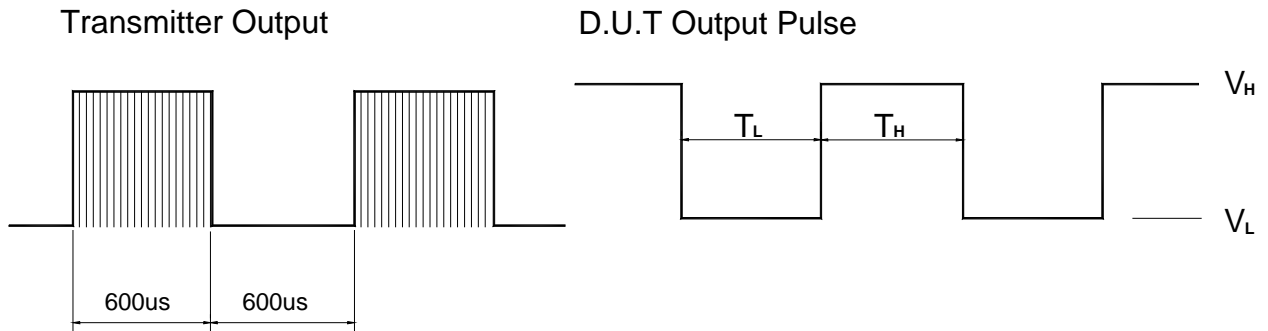 Transmitter Output
D.U.T Output Pulse
VH
TL TH
VL
600us 600us